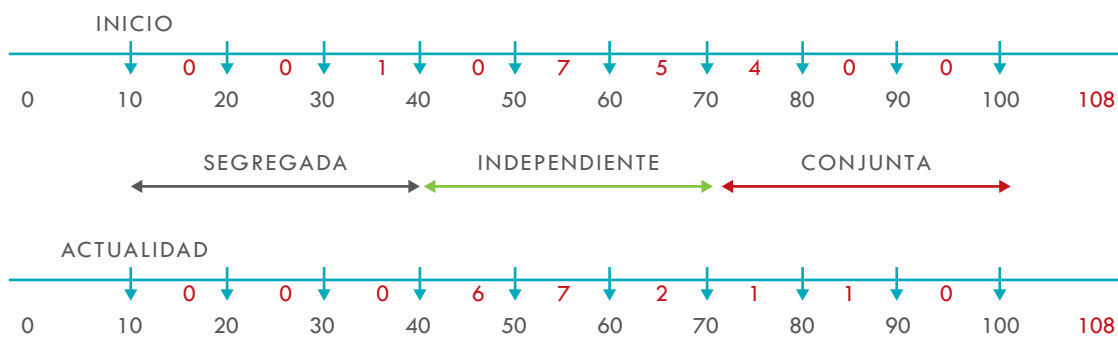 INICIO
0 0 1 0 7 5 4 0 0
0 10 20 30 40 50 60 70 80 90 100 108
SEGREGADA INDEPENDIENTE CONJUNTA
ACTUALIDAD
0 0 0 6 7 2 1 1 0
0 10 20 30 40 50 60 70 80 90 100 108